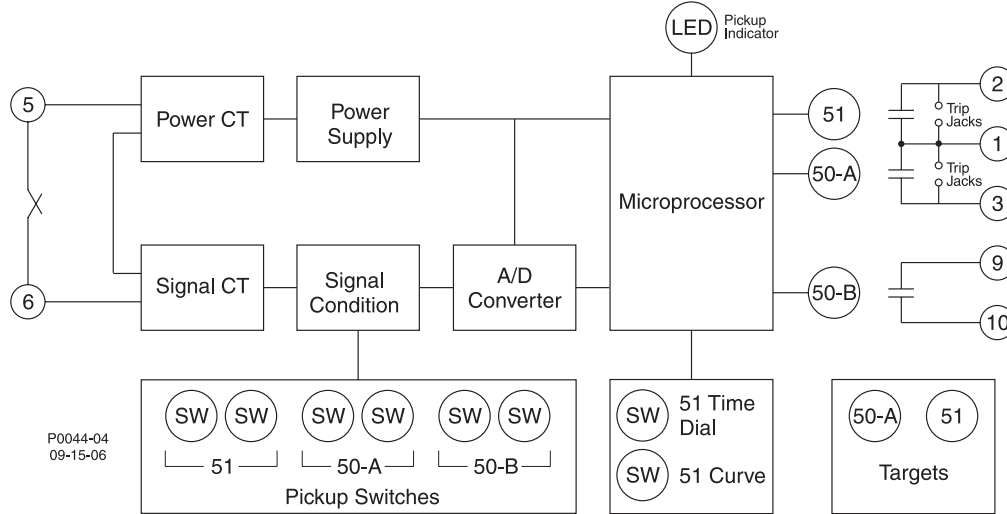 LED
Pickup
Indicator
5
Power CT
Power
Supply
Microprocessor
51
50-A
50-B
2
Trip
Jacks
1
Trip
Jacks
3
6
Signal CT
Signal
Condition
A/D
Converter
9
10
SW SW SW SW SW SW
51 50-A 50-B
Pickup Switches
SW 51 Time
Dial
SW 51 Curve
50-A 51
Targets
P0044-04
09-15-06